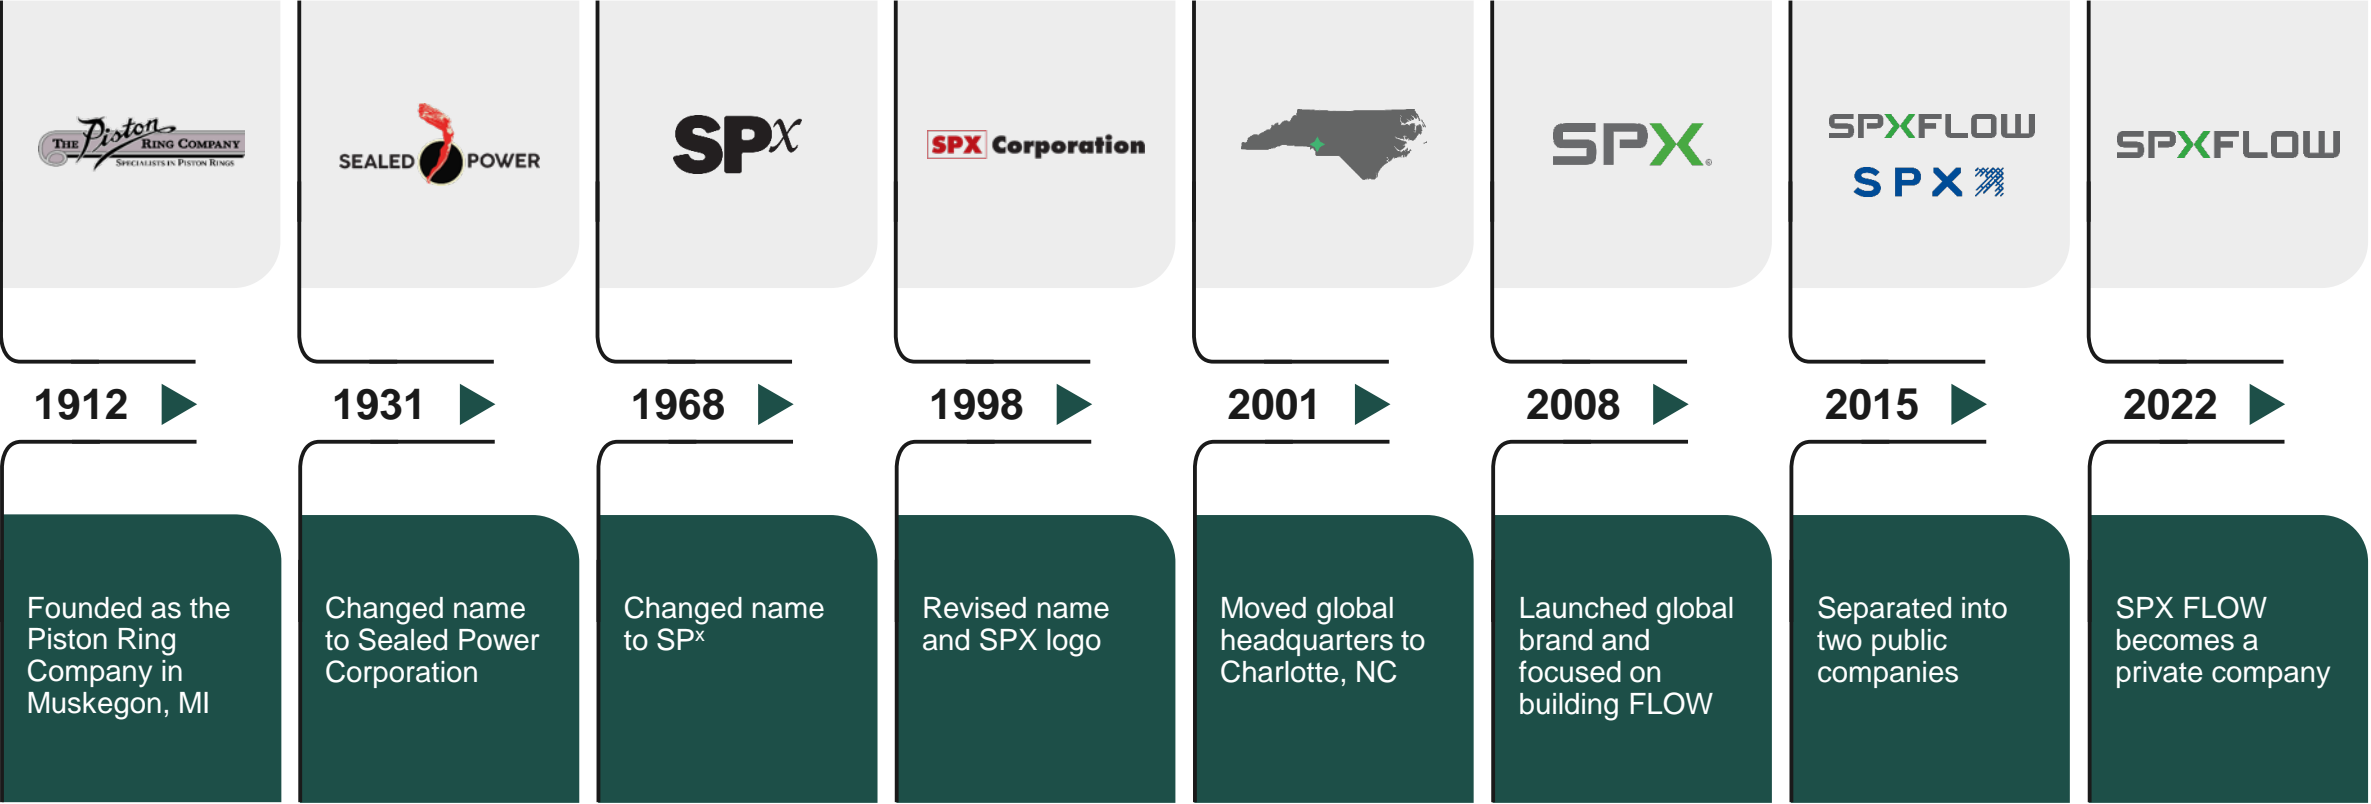 The Piston
Ring Company
Specialists in Piston Rings
SEALED POWER
SPx
SPX Corporation
SPX®
SPXFLOW
SPX
SPXFLOW
1912
1931
1968
1998
2001
2008
2015
2022
Founded as the
Piston Ring
Company in
Muskegon, MI
Changed name
to Sealed Power
Corporation
Changed name
to SPˣ
Revised name
and SPX logo
Moved global
headquarters to
Charlotte, NC
Launched global
brand and
focused on
building FLOW
Separated into
two public
companies
SPX FLOW
becomes a
private company